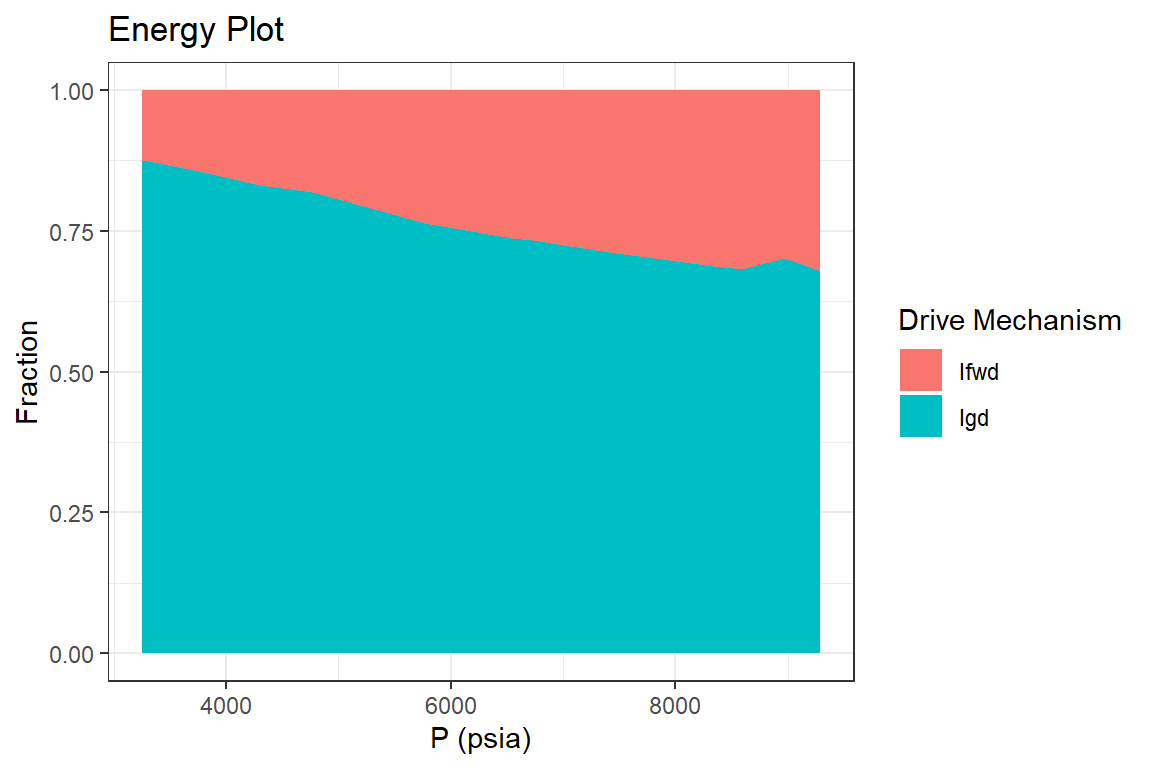 Energy Plot
1.00
0.75
0.50
0.25
0.00
Fraction
4000 6000 8000
P (psia)
Drive Mechanism
Ifwd
Igd